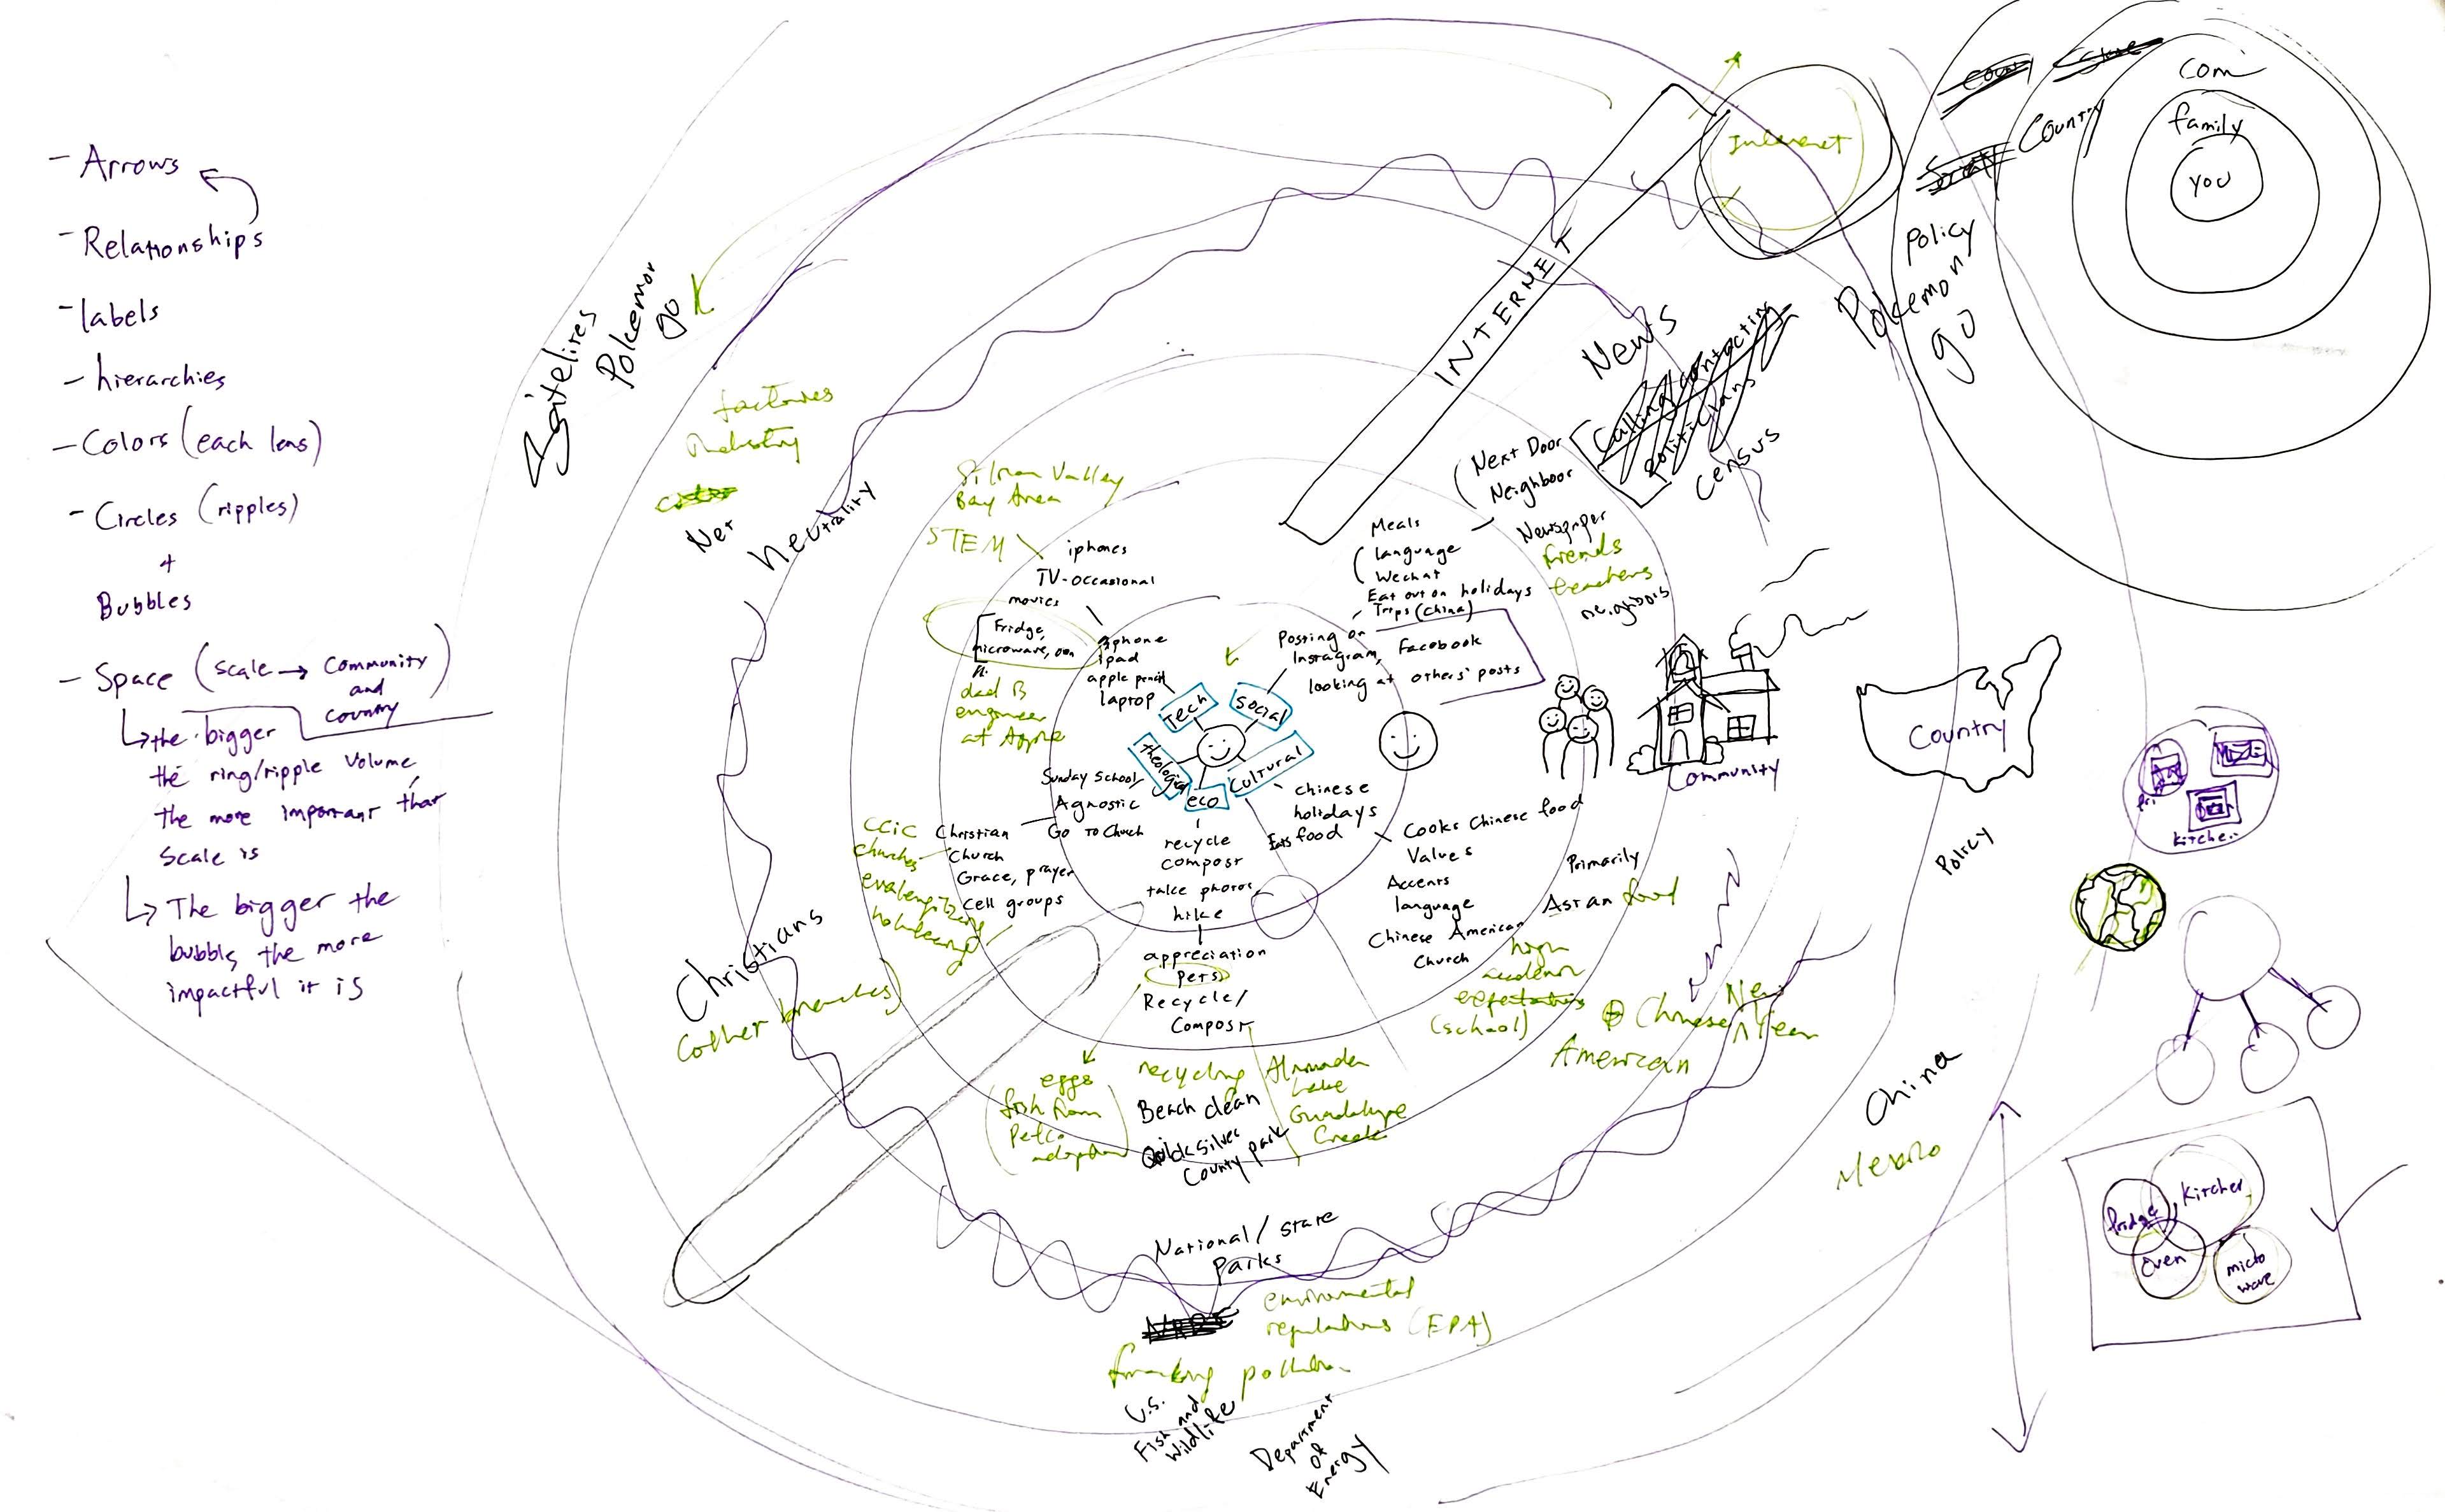 - Arrows
- Relationships
- labels
- hierarchies
- Colors (each lens)
- Circles (ripples)
+
Bubbles
- Space (scale → Community
and
country)
↳ the bigger
the ring/ripple volume,
the more important that
scale is
↳ The bigger the
bubble, the more
impactful it is
Pokemon
go
factories
Industry
Net
Neutrality
Bay Area
STEM
iphones
TV-occasional
movies
Fridge,
microwave, oven
dad is
engineer
at Apple
iphone
ipad
apple pencil
laptop
Tech
Social
Cultural
eco
Sunday School/
Agnostic
Go to Church
Christian
Church
Grace, prayer
cell groups
CCiC
churches
Christians
(other branches)
recycle
compost
take photos
hike
appreciation
Pets
Recycle/
Compost
eggs
fish from
Petco
adoption
recycling
Beach clean
Quicksilver
County park
Almaden
Lake
Guadalupe
Creek
National/state
Parks
enviromental
regulations (EPA)
fracking pollution
U.S.
Fish and
Wildlife
Department
of
Energy
INTERNET
Internet
News
Calling/contacting
politicians
census
(Next Door
Neighboor
Newspaper
friends
teachers
neighbors
Meals
language
Wechat
Eat out on holidays
Trips (china)
Posting on
Instagram, Facebook
looking at others' posts
chinese
holidays
Eats food
Cooks Chinese food
Values
Accents
language
Chinese American
Church
Primarily
Asian food
high
expectations
(school)
Chinese New Year
American
Community
Country
Policy
China
Mexico
Com
family
you
Country
Policy
Pokemon
go
kitchen
fridge
Kitchen
Oven
micro
wave